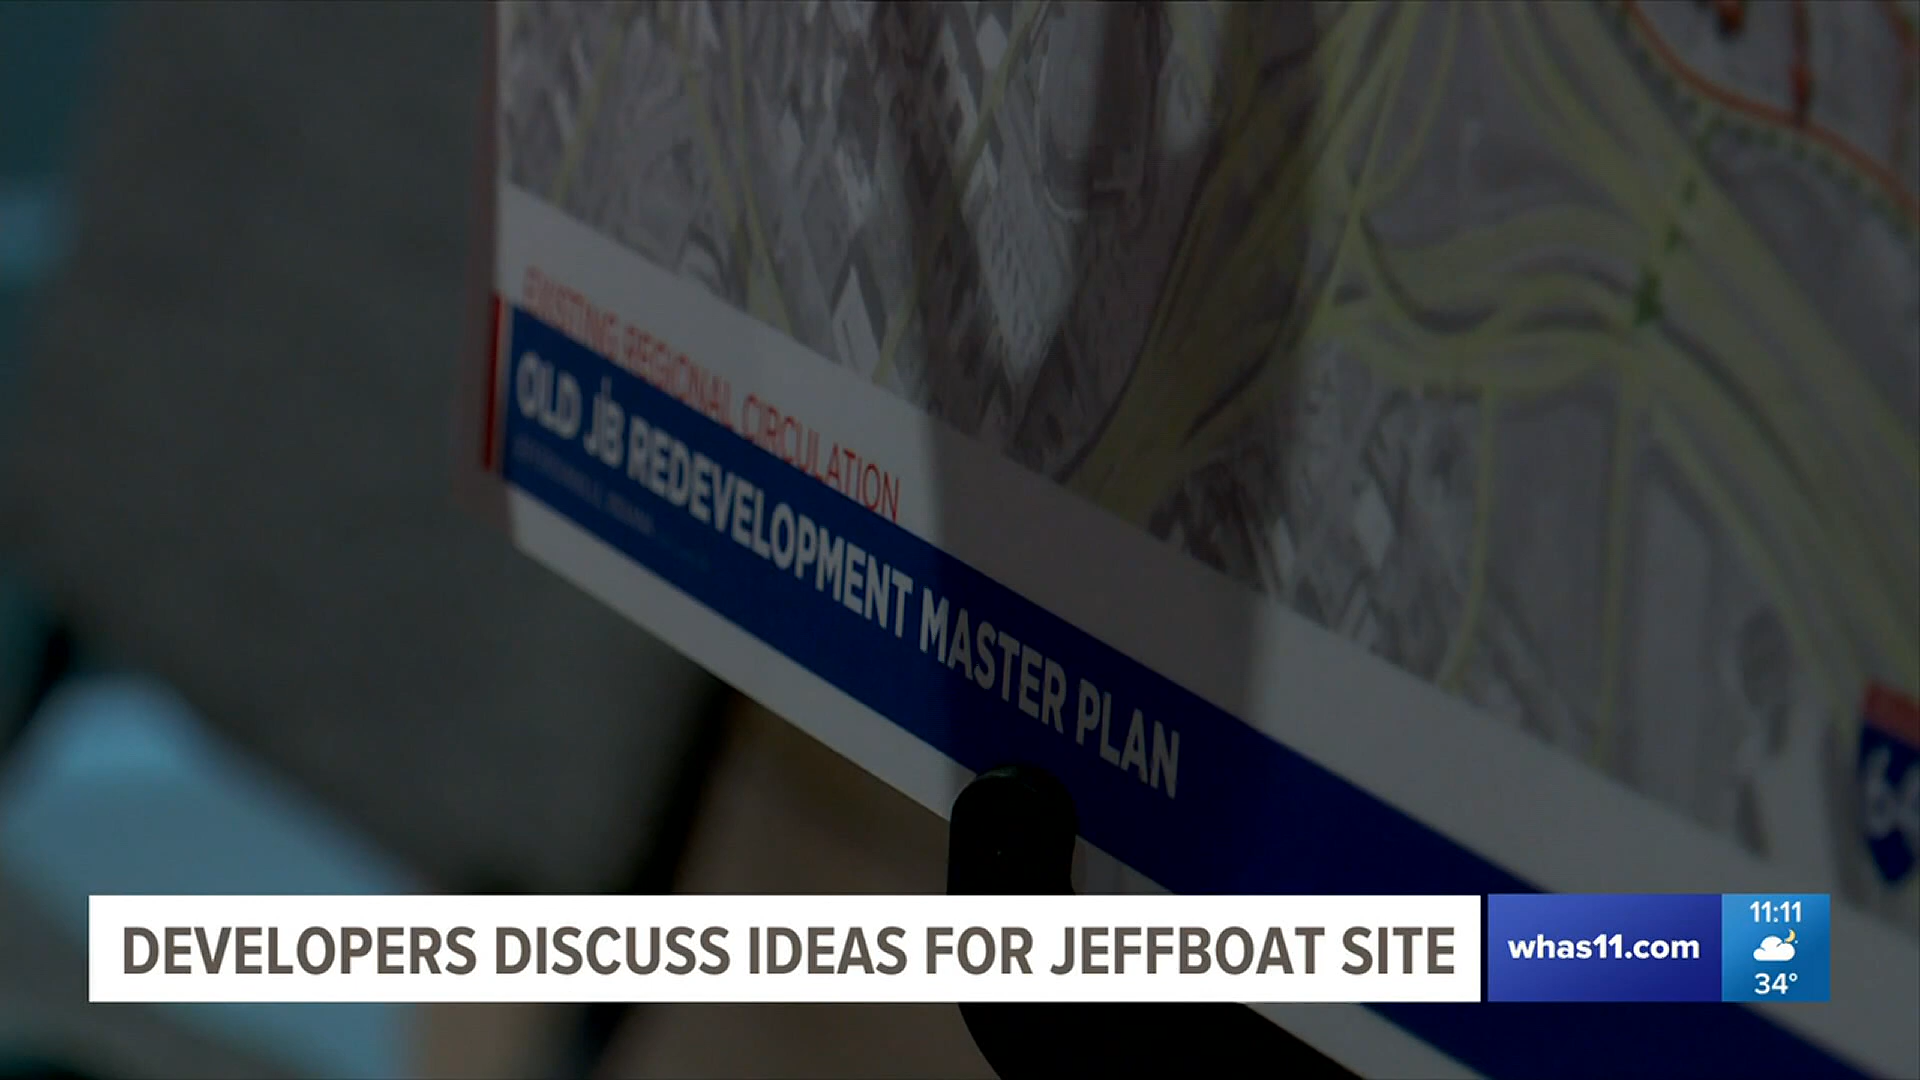 EXISTING REGIONAL CIRCULATION
OLD JB REDEVELOPMENT MASTER PLAN
64
DEVELOPERS DISCUSS IDEAS FOR JEFFBOAT SITE
whas11.com
11:11
34°